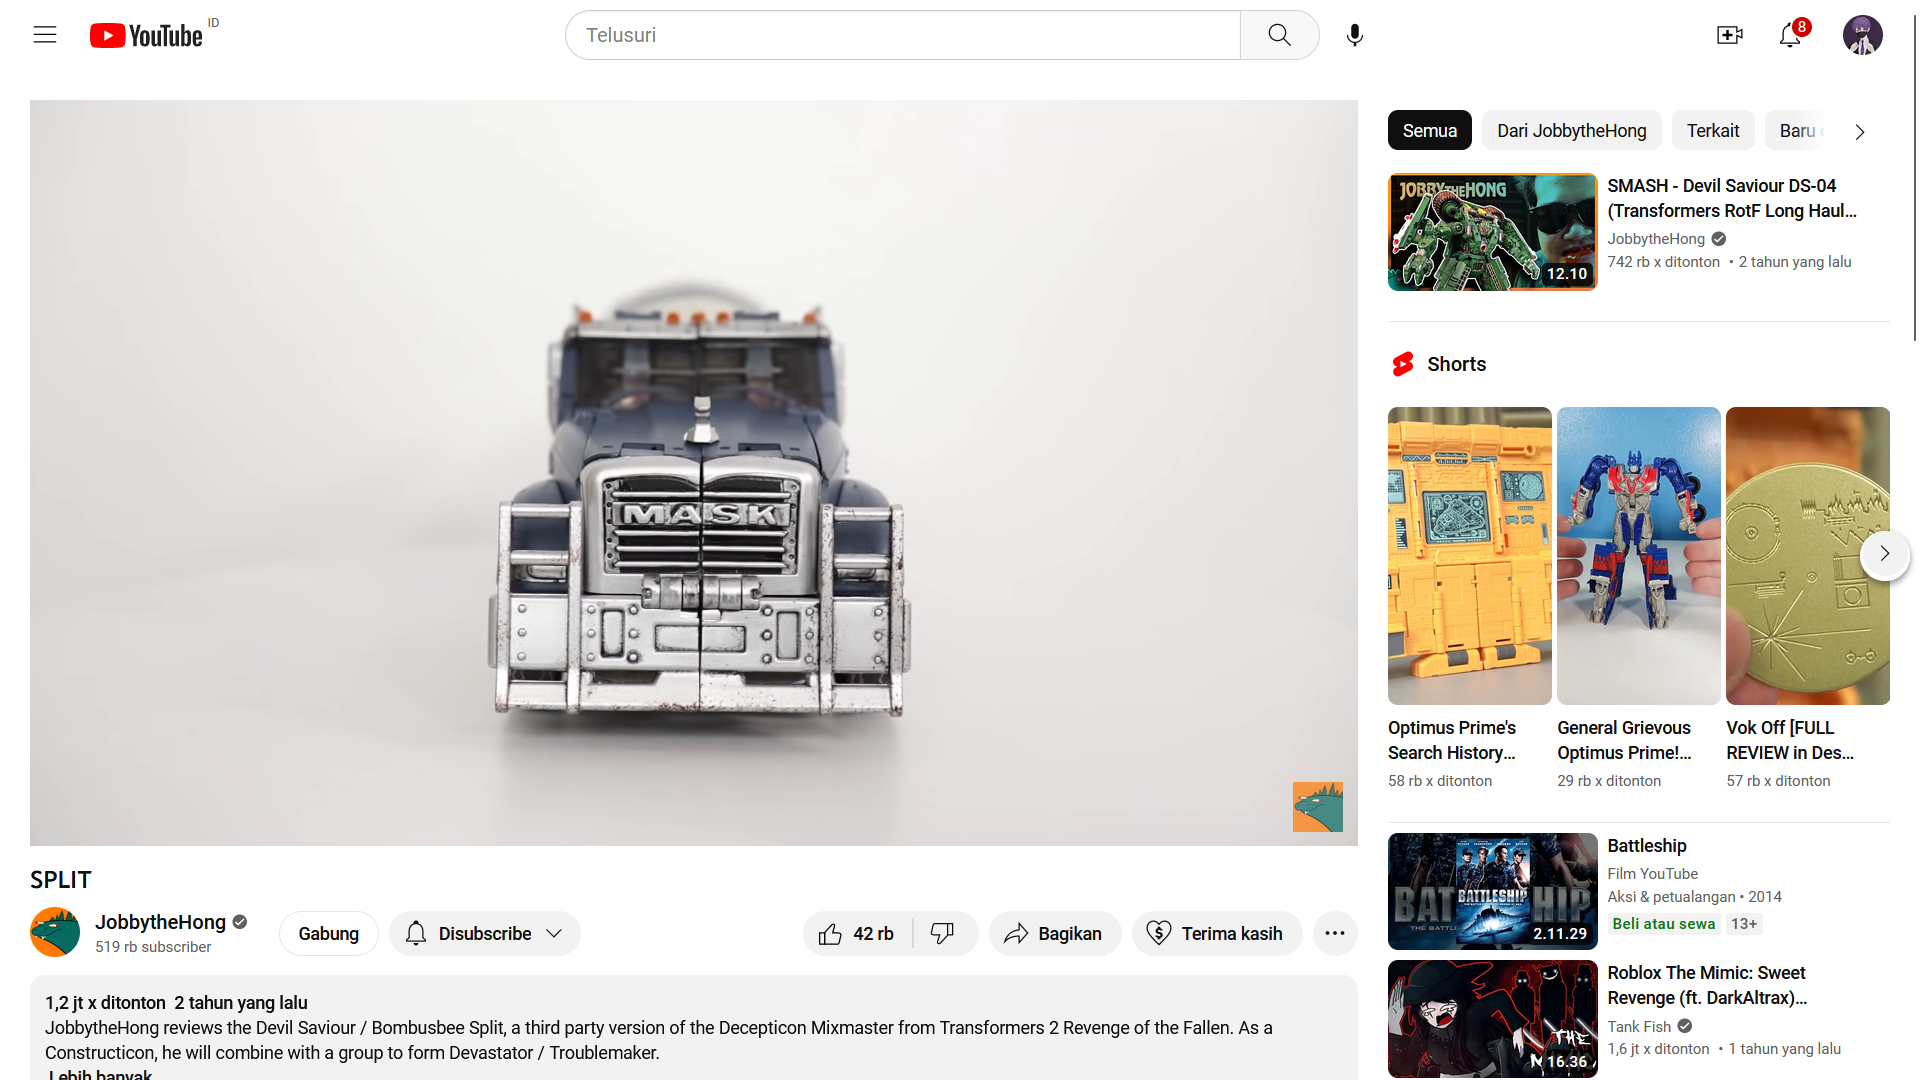 YouTube ID
Telusuri
8
MASK
SPLIT
JobbytheHong
519 rb subscriber
Gabung
Disubscribe
42 rb
Bagikan
Terima kasih
1,2 jt x ditonton 2 tahun yang lalu
JobbytheHong reviews the Devil Saviour / Bombusbee Split, a third party version of the Decepticon Mixmaster from Transformers 2 Revenge of the Fallen. As a
Constructicon, he will combine with a group to form Devastator / Troublemaker.
Lebih banyak
Semua
Dari JobbytheHong
Terkait
Baru
JOBBYTHEHONG
12.10
SMASH - Devil Saviour DS-04
(Transformers RotF Long Haul...
JobbytheHong
742 rb x ditonton • 2 tahun yang lalu
Shorts
Optimus Prime's
Search History...
58 rb x ditonton
General Grievous
Optimus Prime!...
29 rb x ditonton
Vok Off [FULL
REVIEW in Des...
57 rb x ditonton
BATTLESHIP
2.11.29
Battleship
Film YouTube
Aksi & petualangan • 2014
Beli atau sewa
13+
THE
16.36
Roblox The Mimic: Sweet
Revenge (ft. DarkAltrax)...
Tank Fish
1,6 jt x ditonton • 1 tahun yang lalu